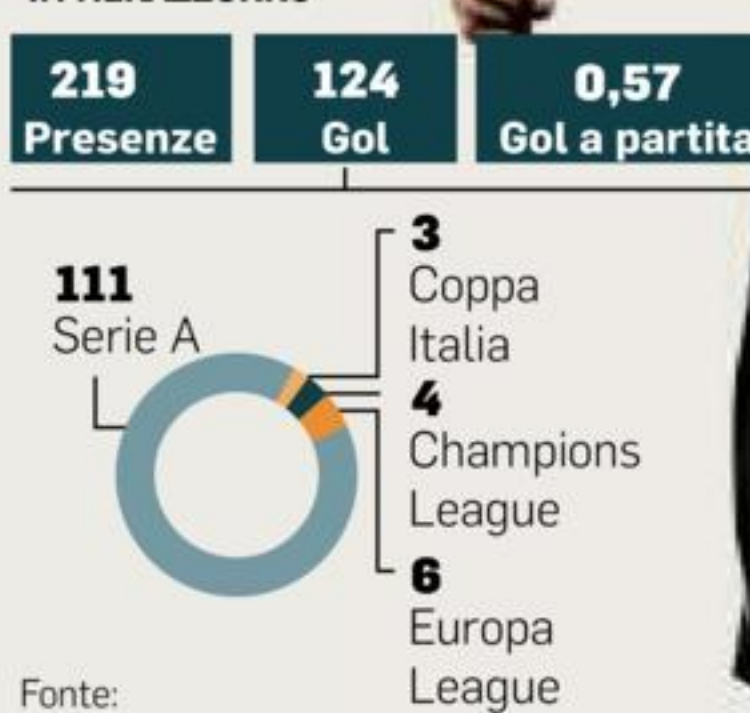 219
Presenze
124
Gol
0,57
Gol a partita
111
Serie A
3
Coppa
Italia
4
Champions
League
6
Europa
League
Fonte: